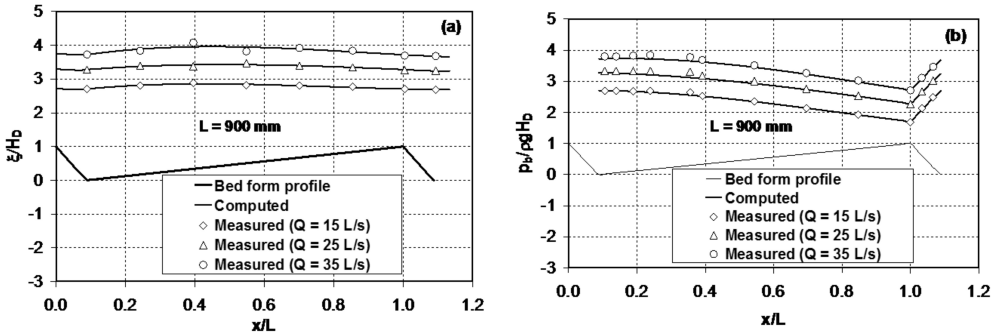 (a)
5
4
3
2
1
0
-1
-2
-3
ξ/H_D
L = 900 mm
Bed form profile
Computed
Measured (Q = 15 L/s)
Measured (Q = 25 L/s)
Measured (Q = 35 L/s)
0.0 0.2 0.4 0.6 0.8 1.0 1.2
x/L
(b)
5
4
3
2
1
0
-1
-2
-3
p_b/ρgH_D
L = 900 mm
Bed form profile
Computed
Measured (Q = 15 L/s)
Measured (Q = 25 L/s)
Measured (Q = 35 L/s)
0.0 0.2 0.4 0.6 0.8 1.0 1.2
x/L